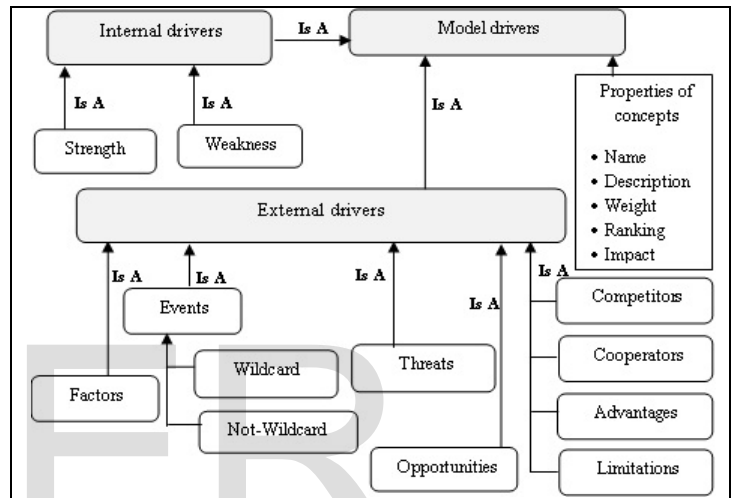 Internal drivers
Is A
Model drivers
Is A
Is A
Is A
Properties of
concepts
• Name
• Description
• Weight
• Ranking
• Impact
Strength
Weakness
External drivers
Is A
Is A
Is A
Is A
Is A
Events
Competitors
Wildcard
Threats
Cooperators
Factors
Not-Wildcard
Advantages
Opportunities
Limitations